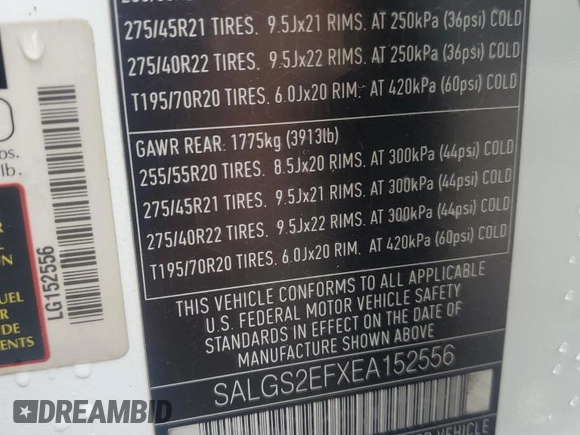 275/45R21 TIRES. 9.5Jx21 RIMS. AT 250kPa (36psi) COLD
275/40R22 TIRES. 9.5Jx22 RIMS. AT 250kPa (36psi) COLD
T195/70R20 TIRES. 6.0Jx20 RIM. AT 420kPa (60psi) COLD
GAWR REAR: 1775kg (3913lb)
255/55R20 TIRES. 8.5Jx20 RIMS. AT 300kPa (44psi) COLD
275/45R21 TIRES. 9.5Jx21 RIMS. AT 300kPa (44psi) COLD
275/40R22 TIRES. 9.5Jx22 RIMS. AT 300kPa (44psi) COLD
T195/70R20 TIRES. 6.0Jx20 RIM. AT 420kPa (60psi) COLD
THIS VEHICLE CONFORMS TO ALL APPLICABLE
U.S. FEDERAL MOTOR VEHICLE SAFETY
STANDARDS IN EFFECT ON THE DATE OF
MANUFACTURE SHOWN ABOVE
SALGS2EFXEA152556
lb.
LG152556
DREAMBID